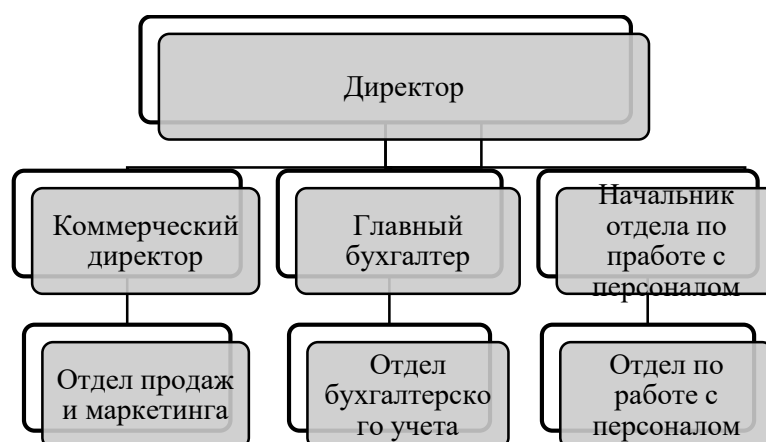 Директор
Коммерческий
директор
Главный
бухгалтер
Начальник
отдела по
пработе с
персоналом
Отдел продаж
и маркетинга
Отдел
бухгалтерско
го учета
Отдел по
работе с
персоналом